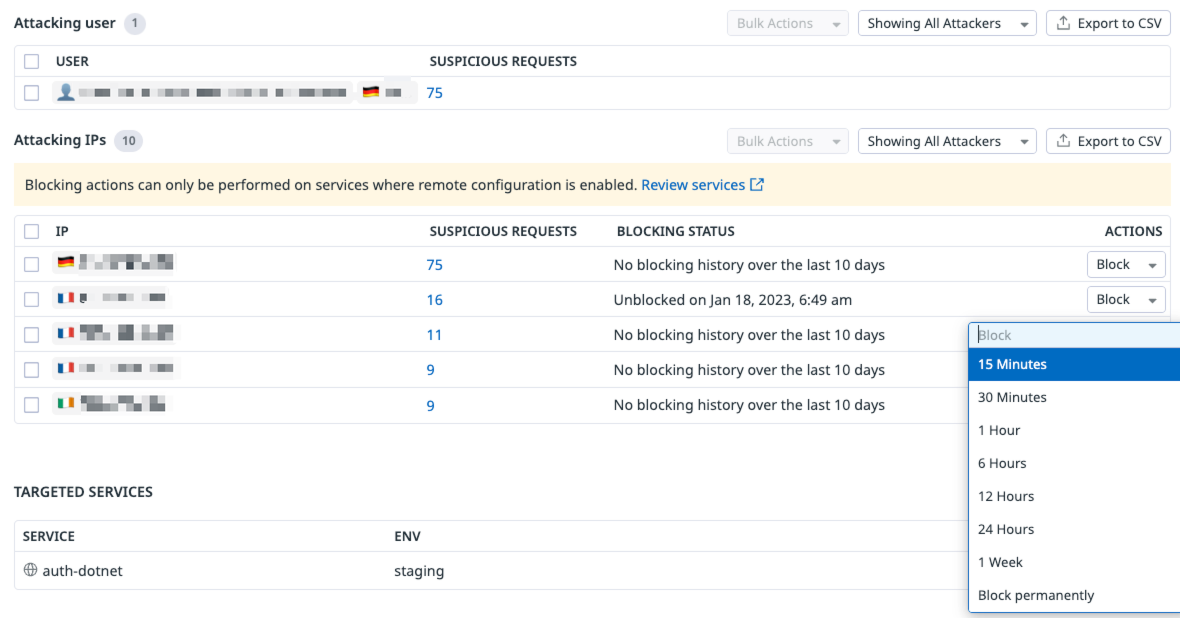 Attacking user 1 Bulk Actions Showing All Attackers Export to CSV
USER SUSPICIOUS REQUESTS
75
Attacking IPs 10 Bulk Actions Showing All Attackers Export to CSV
Blocking actions can only be performed on services where remote configuration is enabled. Review services
IP SUSPICIOUS REQUESTS BLOCKING STATUS ACTIONS
75 No blocking history over the last 10 days Block
16 Unblocked on Jan 18, 2023, 6:49 am Block
11 No blocking history over the last 10 days Block
9 No blocking history over the last 10 days 15 Minutes
9 No blocking history over the last 10 days 30 Minutes
1 Hour
6 Hours
TARGETED SERVICES 12 Hours
SERVICE ENV 24 Hours
auth-dotnet staging 1 Week
Block permanently